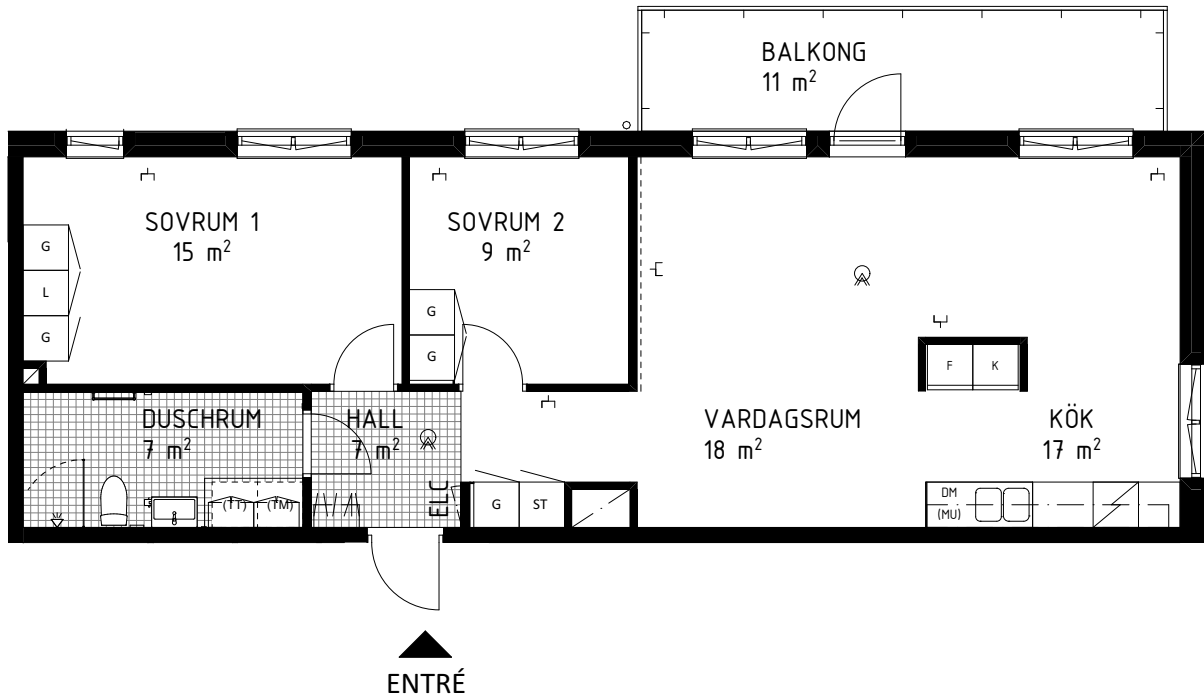 BALKONG
11 m²
SOVRUM 1
15 m²
SOVRUM 2
9 m²
G
L
G
G
G
F
K
DUSCHRUM
7 m²
HALL
7 m²
VARDAGSRUM
18 m²
KÖK
17 m²
ELC
(TT)
(TM)
G
ST
DM
(MU)
ENTRÉ